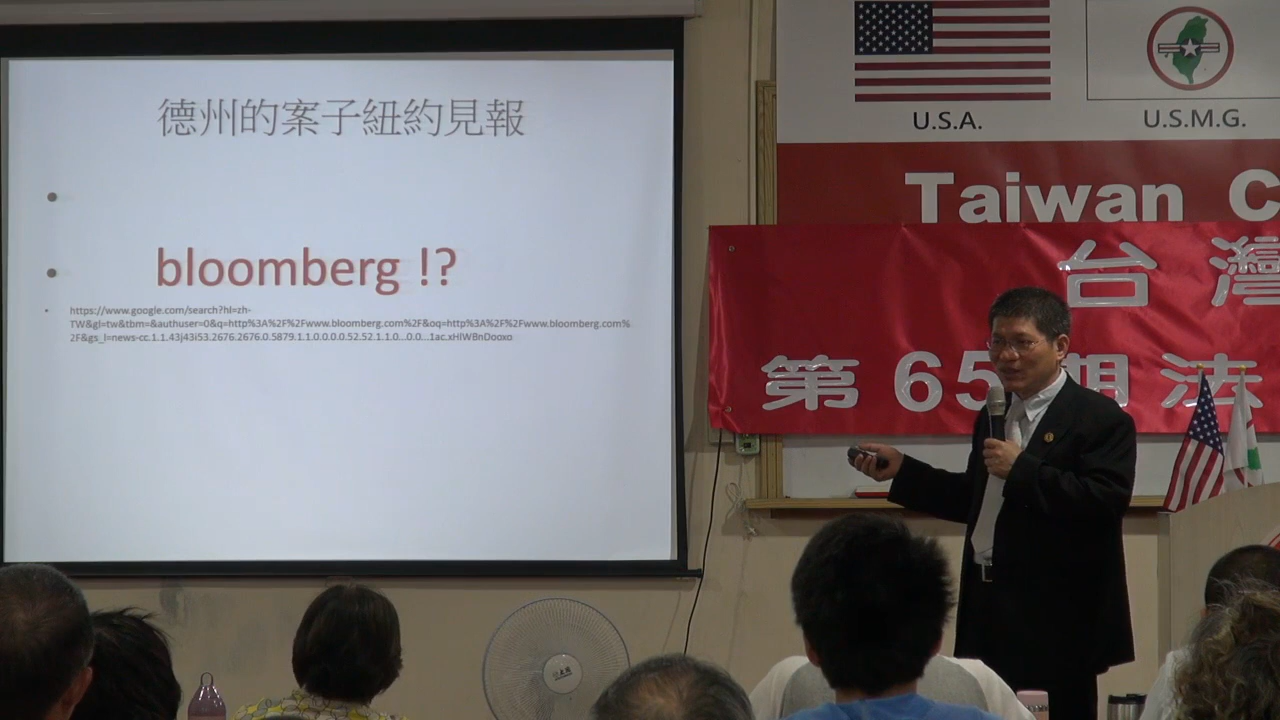 德州的案子紐約見報
bloomberg !?
https://www.google.com/search?hl=zh-
TW&gl=tw&tbm=&authuser=0&q=http%3A%2F%2Fwww.bloomberg.com%2F&oq=http%3A%2F%2Fwww.bloomberg.com%
2F&gs_l=news-cc.1.1.43j43i53.2676.2676.0.5879.1.1.0.0.0.0.52.52.1.1.0...0.0...1ac.xHlWBnDooxo
U.S.A.
U.S.M.G.
Taiwan C
台灣
第65期法